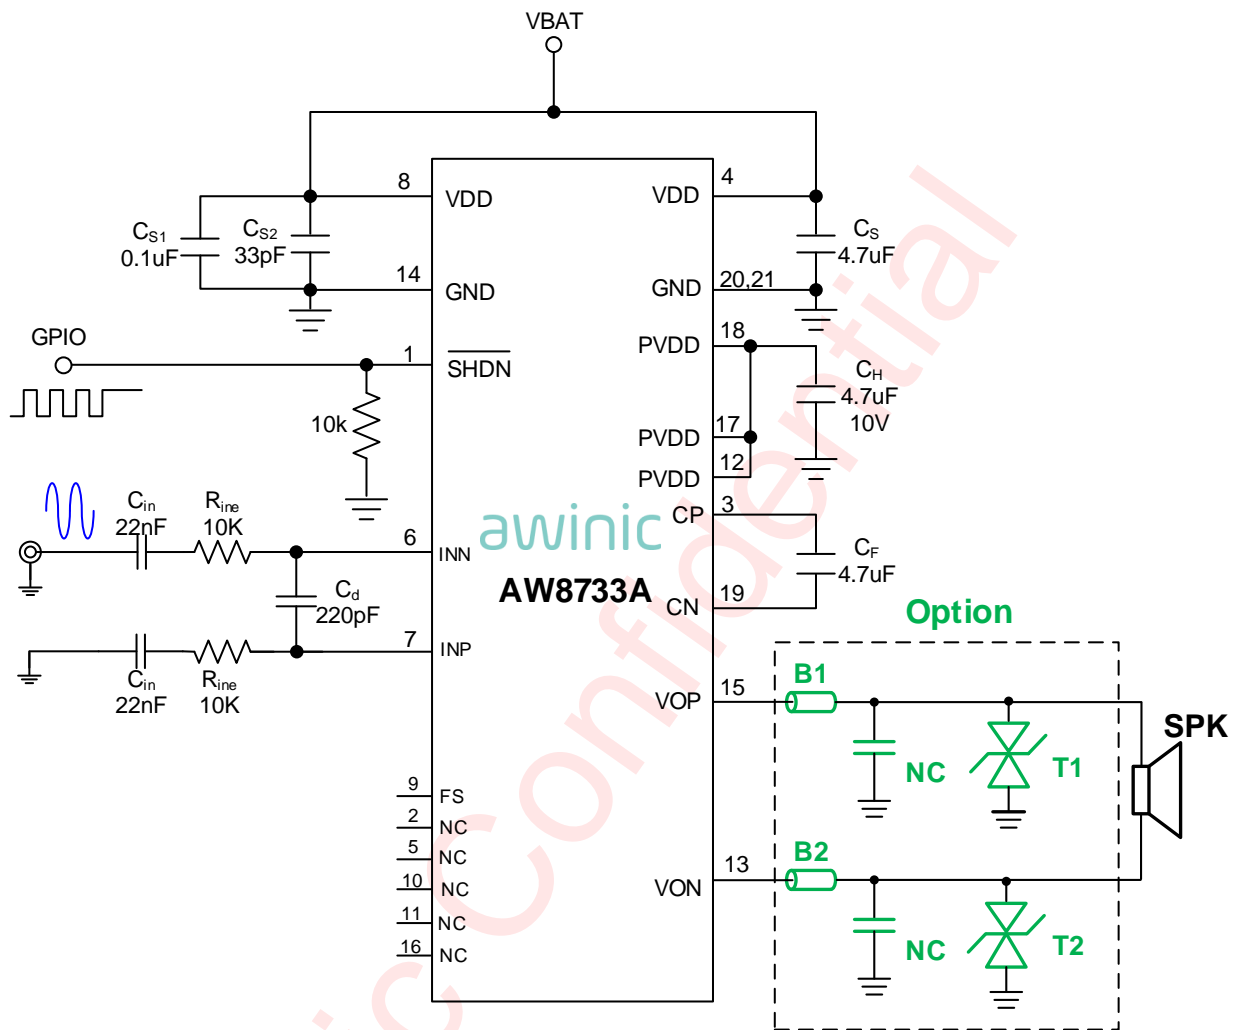 VBAT
8
VDD
4
VDD
CS1
0.1uF
CS2
33pF
CS
4.7uF
14
GND
GND
20,21
GPIO
1
SHDN
18
PVDD
10k
CH
4.7uF
10V
17
PVDD
12
PVDD
Cin
22nF
Rine
10K
6
INN
awinic
AW8733A
3
CP
CF
4.7uF
19
CN
Cd
220pF
7
INP
Cin
22nF
Rine
10K
Option
15
VOP
B1
NC
T1
SPK
9
FS
2
NC
5
NC
10
NC
11
NC
16
NC
13
VON
B2
NC
T2
ic Confidential